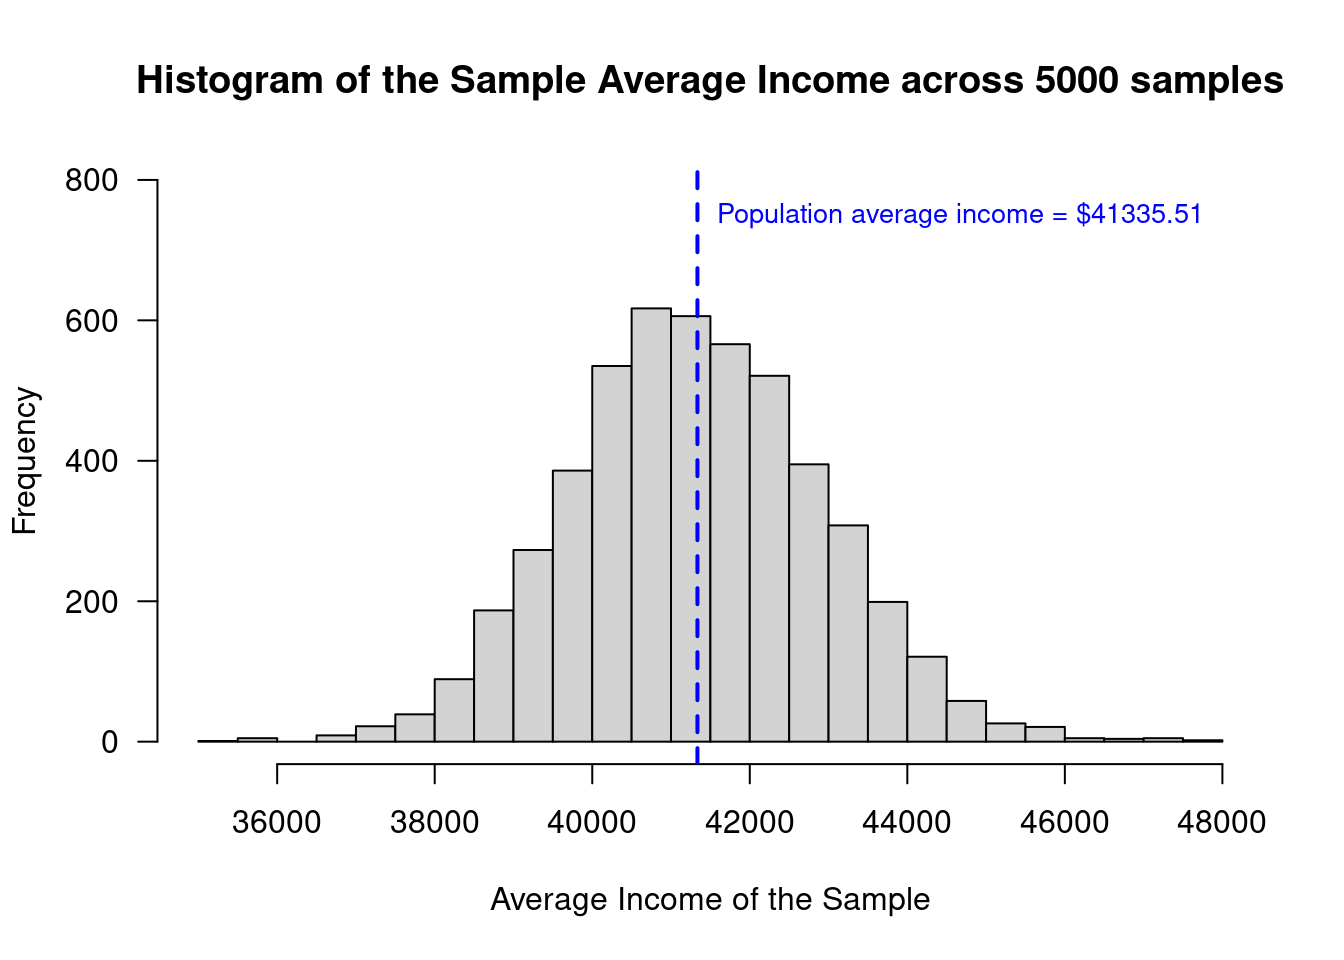 Histogram of the Sample Average Income across 5000 samples
800
Population average income = $41335.51
600
400
200
0
Frequency
36000 38000 40000 42000 44000 46000 48000
Average Income of the Sample